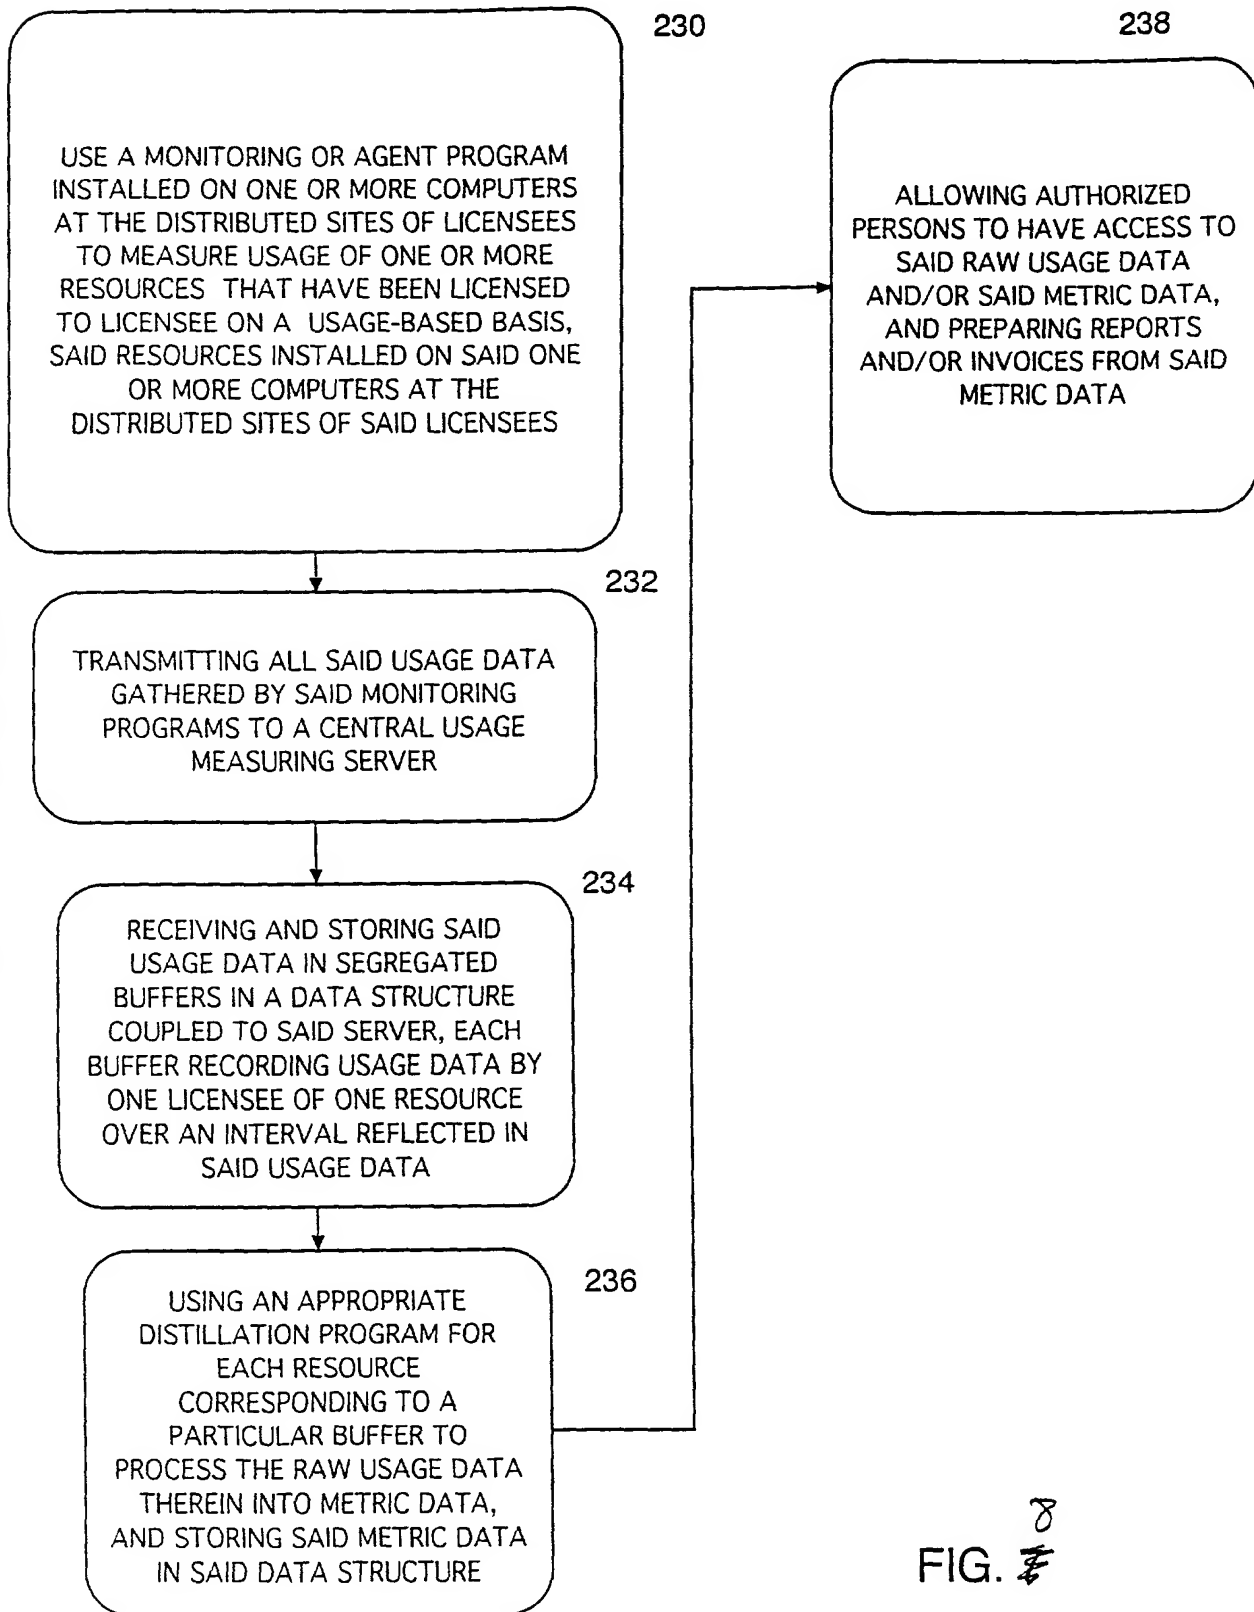 230
USE A MONITORING OR AGENT PROGRAM
INSTALLED ON ONE OR MORE COMPUTERS
AT THE DISTRIBUTED SITES OF LICENSEES
TO MEASURE USAGE OF ONE OR MORE
RESOURCES THAT HAVE BEEN LICENSED
TO LICENSEE ON A USAGE-BASED BASIS,
SAID RESOURCES INSTALLED ON SAID ONE
OR MORE COMPUTERS AT THE
DISTRIBUTED SITES OF SAID LICENSEES
232
TRANSMITTING ALL SAID USAGE DATA
GATHERED BY SAID MONITORING
PROGRAMS TO A CENTRAL USAGE
MEASURING SERVER
234
RECEIVING AND STORING SAID
USAGE DATA IN SEGREGATED
BUFFERS IN A DATA STRUCTURE
COUPLED TO SAID SERVER, EACH
BUFFER RECORDING USAGE DATA BY
ONE LICENSEE OF ONE RESOURCE
OVER AN INTERVAL REFLECTED IN
SAID USAGE DATA
236
USING AN APPROPRIATE
DISTILLATION PROGRAM FOR
EACH RESOURCE
CORRESPONDING TO A
PARTICULAR BUFFER TO
PROCESS THE RAW USAGE DATA
THEREIN INTO METRIC DATA,
AND STORING SAID METRIC DATA
IN SAID DATA STRUCTURE
238
ALLOWING AUTHORIZED
PERSONS TO HAVE ACCESS TO
SAID RAW USAGE DATA
AND/OR SAID METRIC DATA,
AND PREPARING REPORTS
AND/OR INVOICES FROM SAID
METRIC DATA
8
FIG.